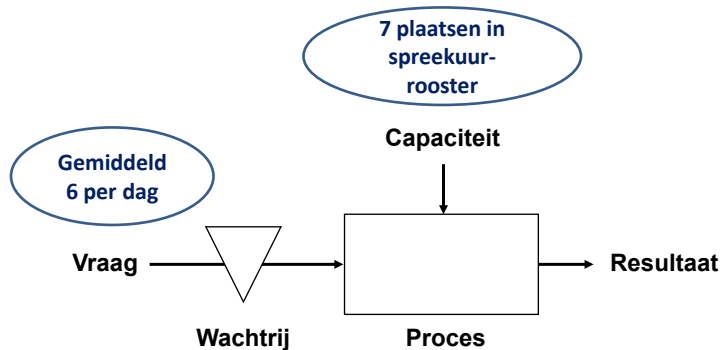 7 plaatsen in
spreekuur-
rooster
Capaciteit
Gemiddeld
6 per dag
Vraag
Resultaat
Wachtrij
Proces